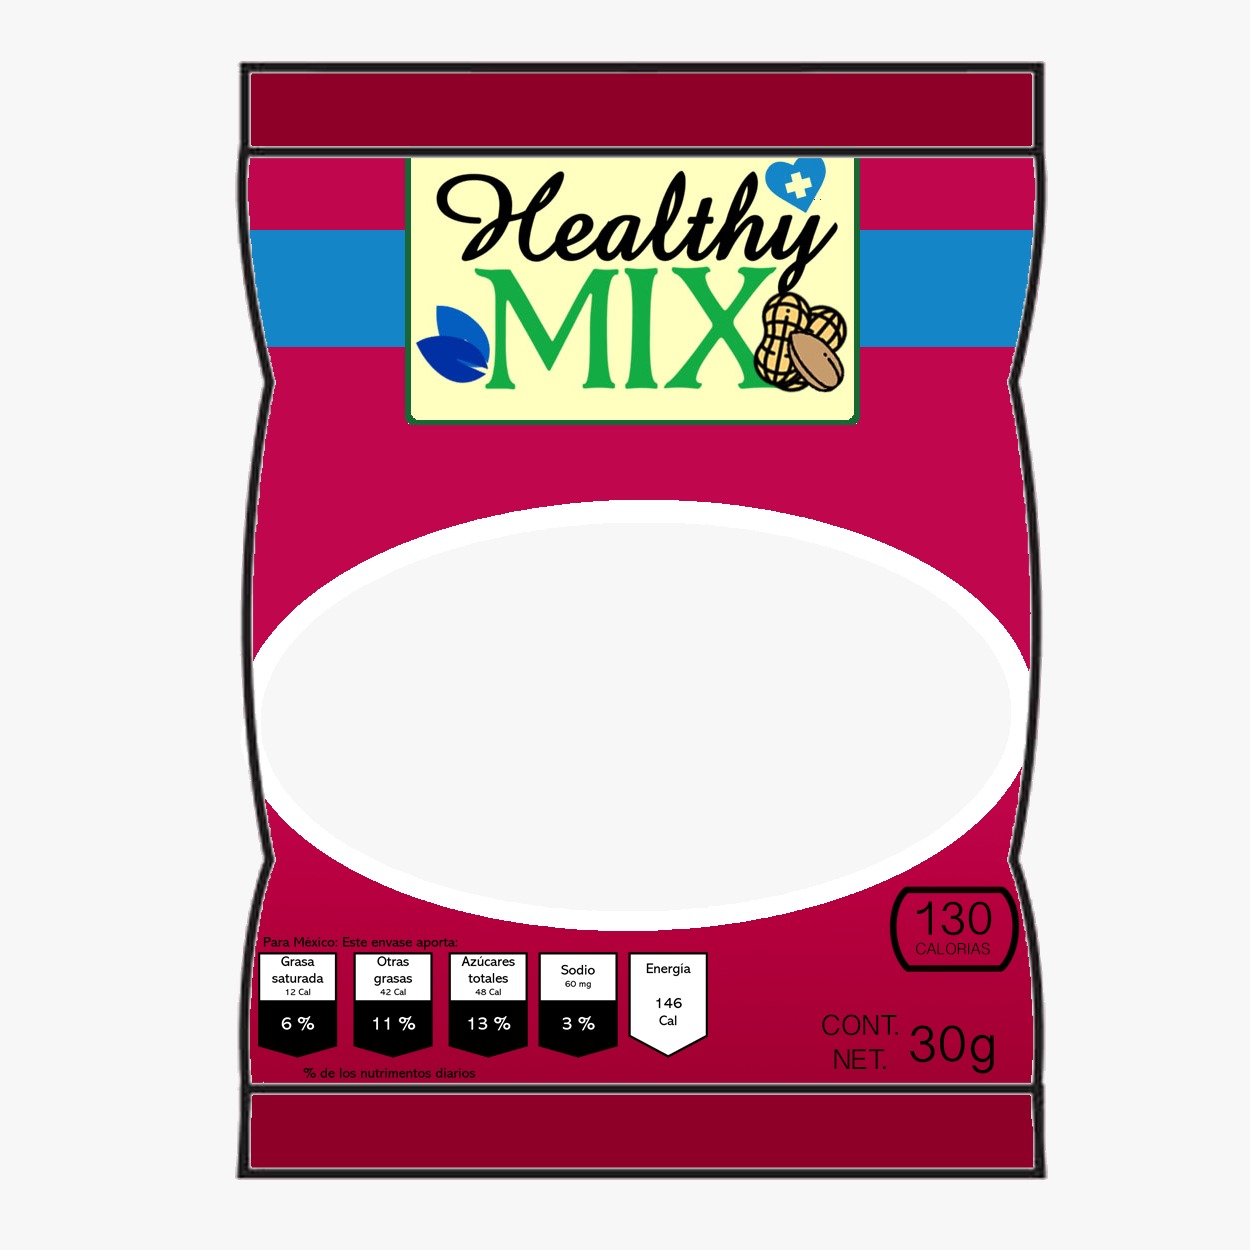 Healthy
MIX
130
CALORIAS
Para México: Este envase aporta:
Grasa
saturada
12 Cal
6 %
Otras
grasas
42 Cal
11 %
Azúcares
totales
48 Cal
13 %
Sodio
60 mg
3 %
Energía
146
Cal
% de los nutrimentos diarios
CONT.
NET.
30g